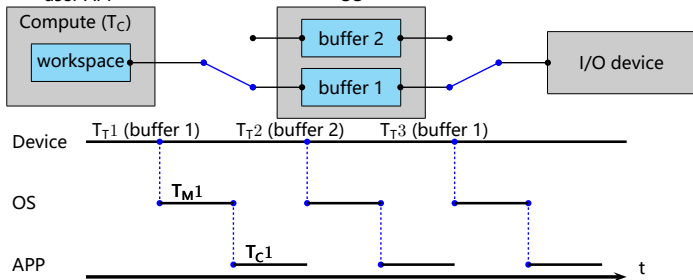 Compute (T_C)
workspace
buffer 2
buffer 1
I/O device
T_T1 (buffer 1) T_T2 (buffer 2) T_T3 (buffer 1)
Device
T_M1
OS
T_C1
APP
t